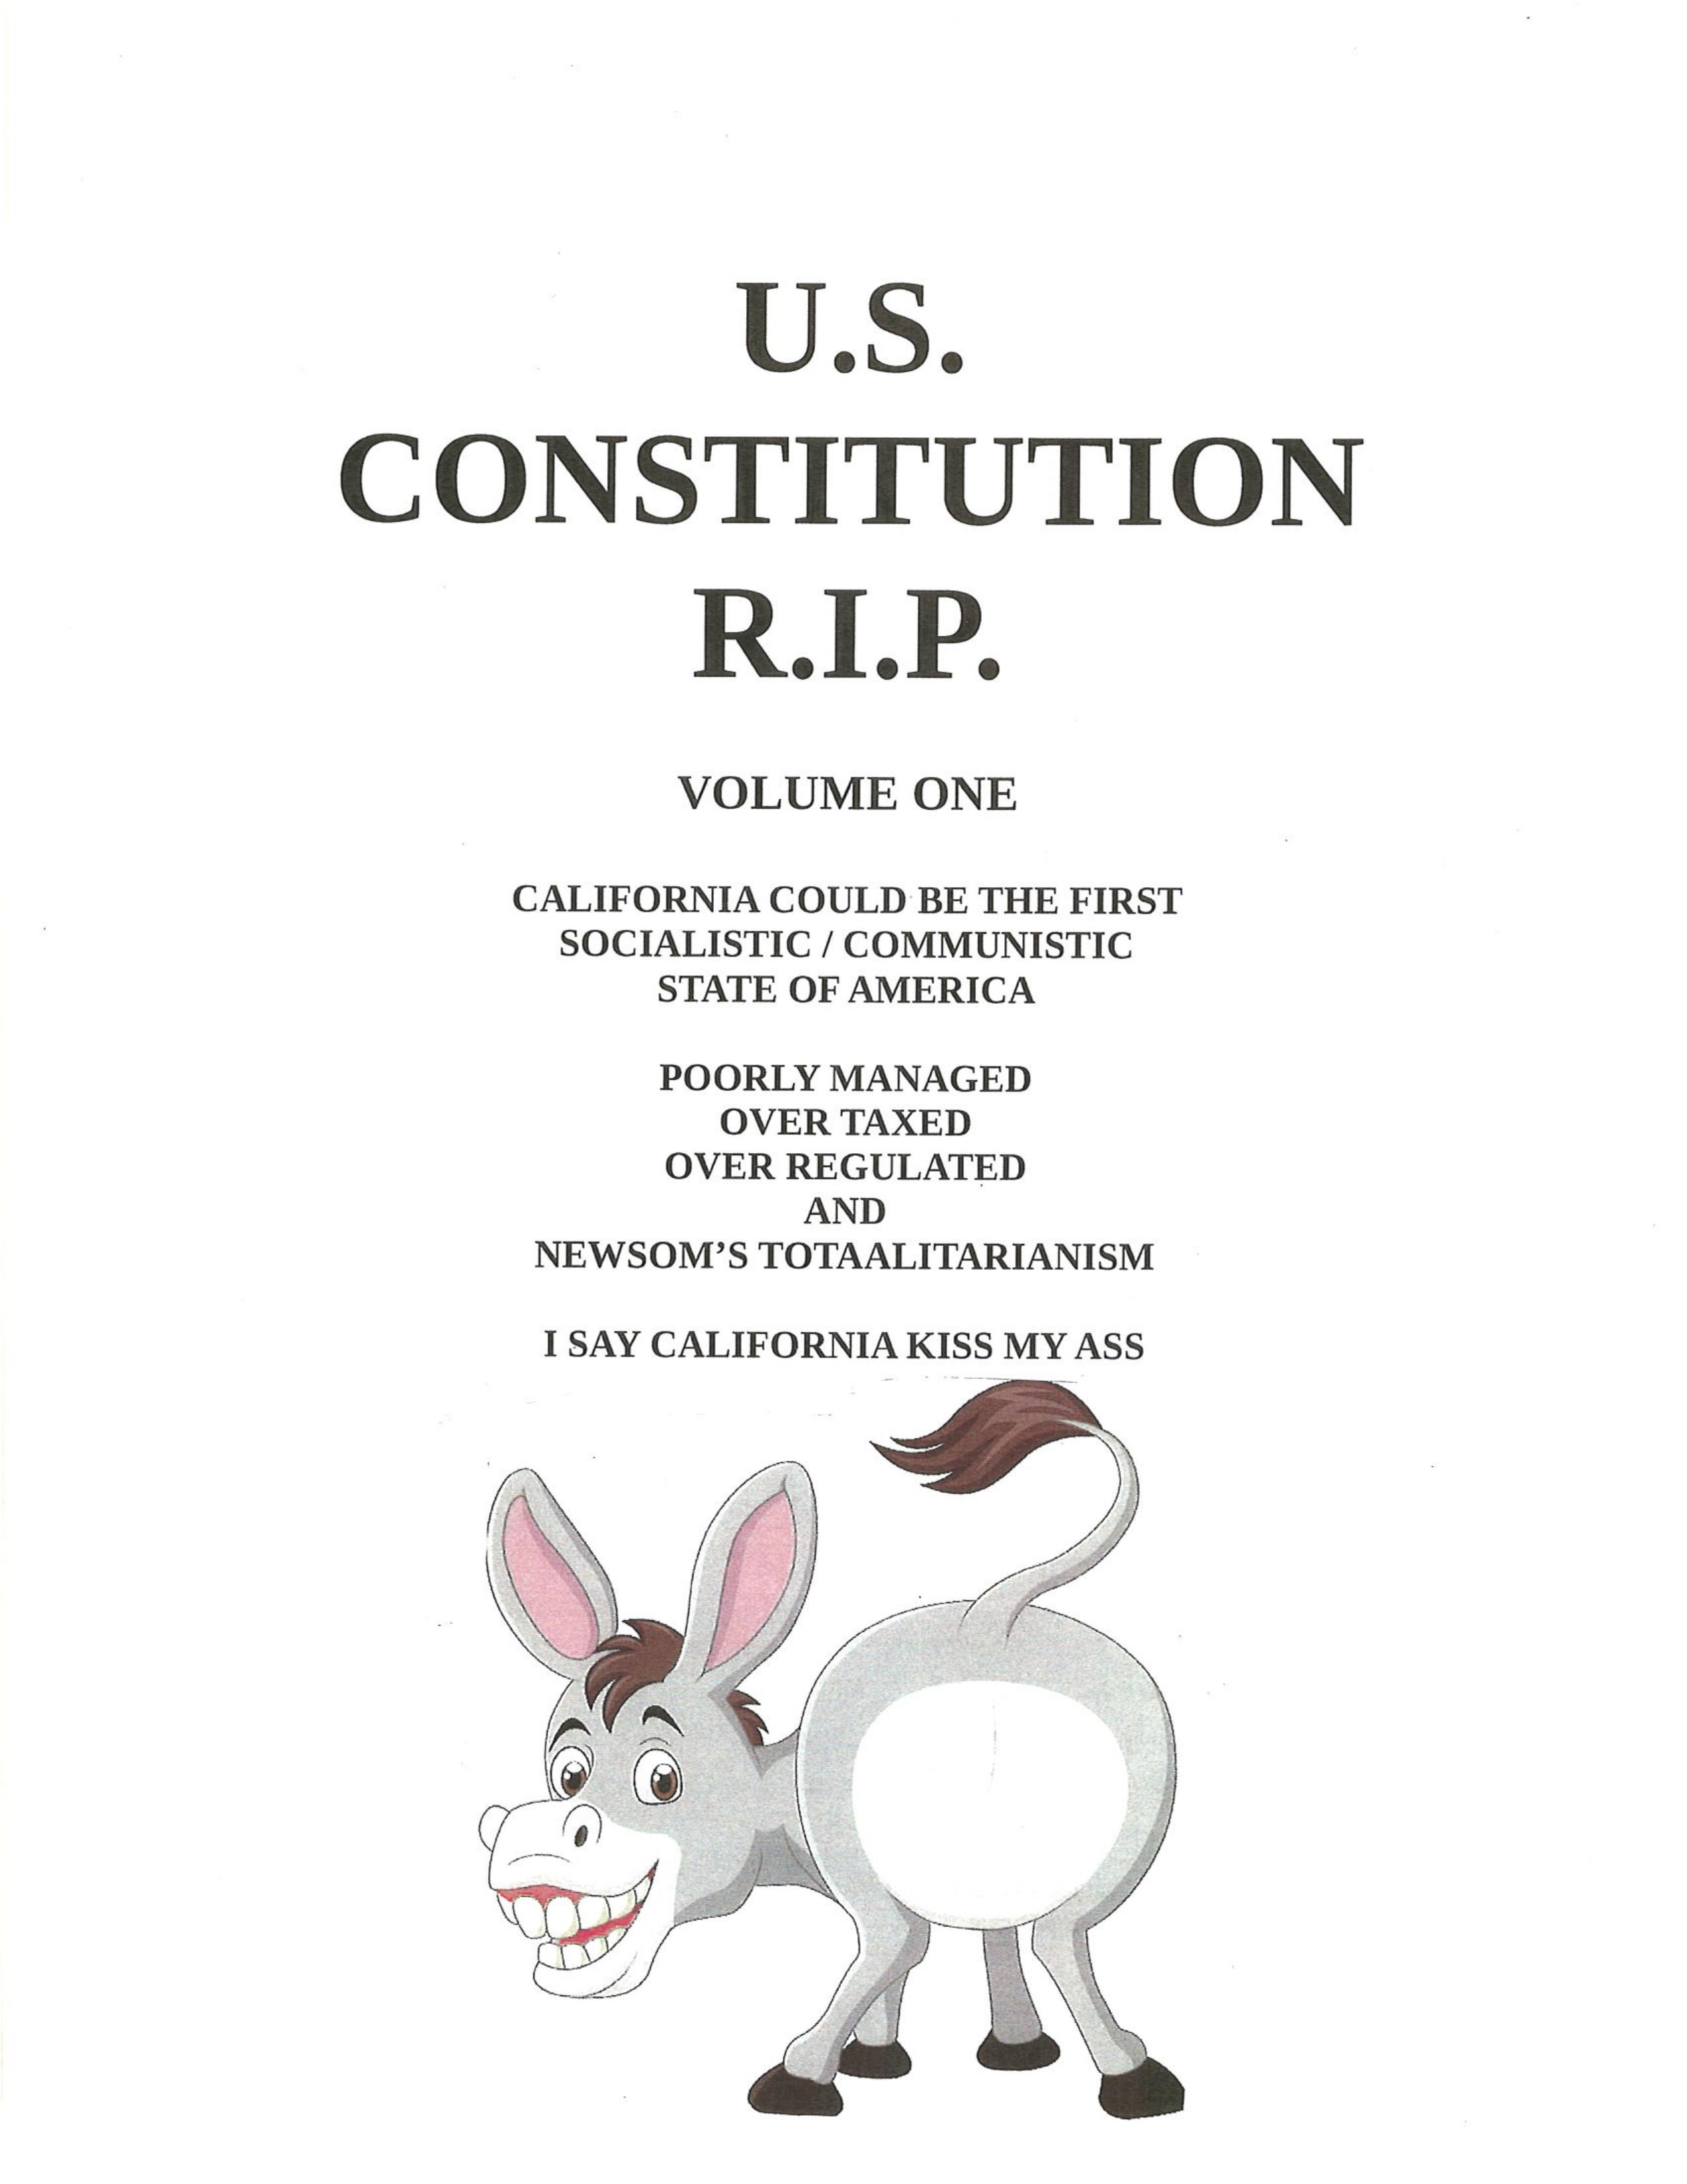 U.S.
CONSTITUTION
R.I.P.
VOLUME ONE
CALIFORNIA COULD BE THE FIRST
SOCIALISTIC / COMMUNISTIC
STATE OF AMERICA
POORLY MANAGED
OVER TAXED
OVER REGULATED
AND
NEWSOM’S TOTAALITARIANISM
I SAY CALIFORNIA KISS MY ASS